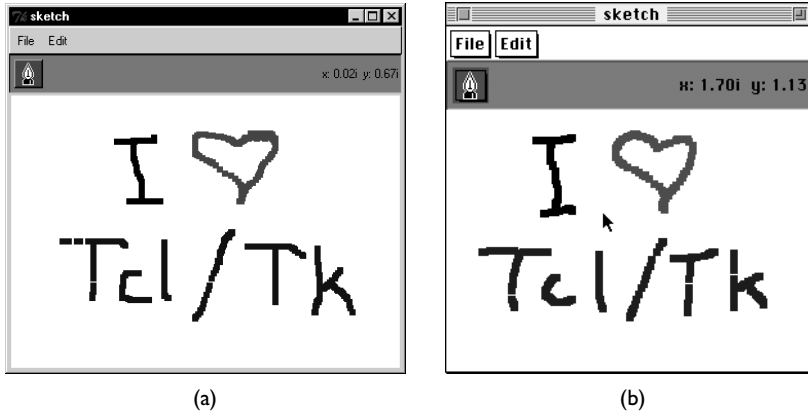 sketch
File Edit
x: 0.02i y: 0.67i
I
Tcl/Tk
(a)
sketch
File Edit
x: 1.70i y: 1.13
I
Tcl/Tk
(b)